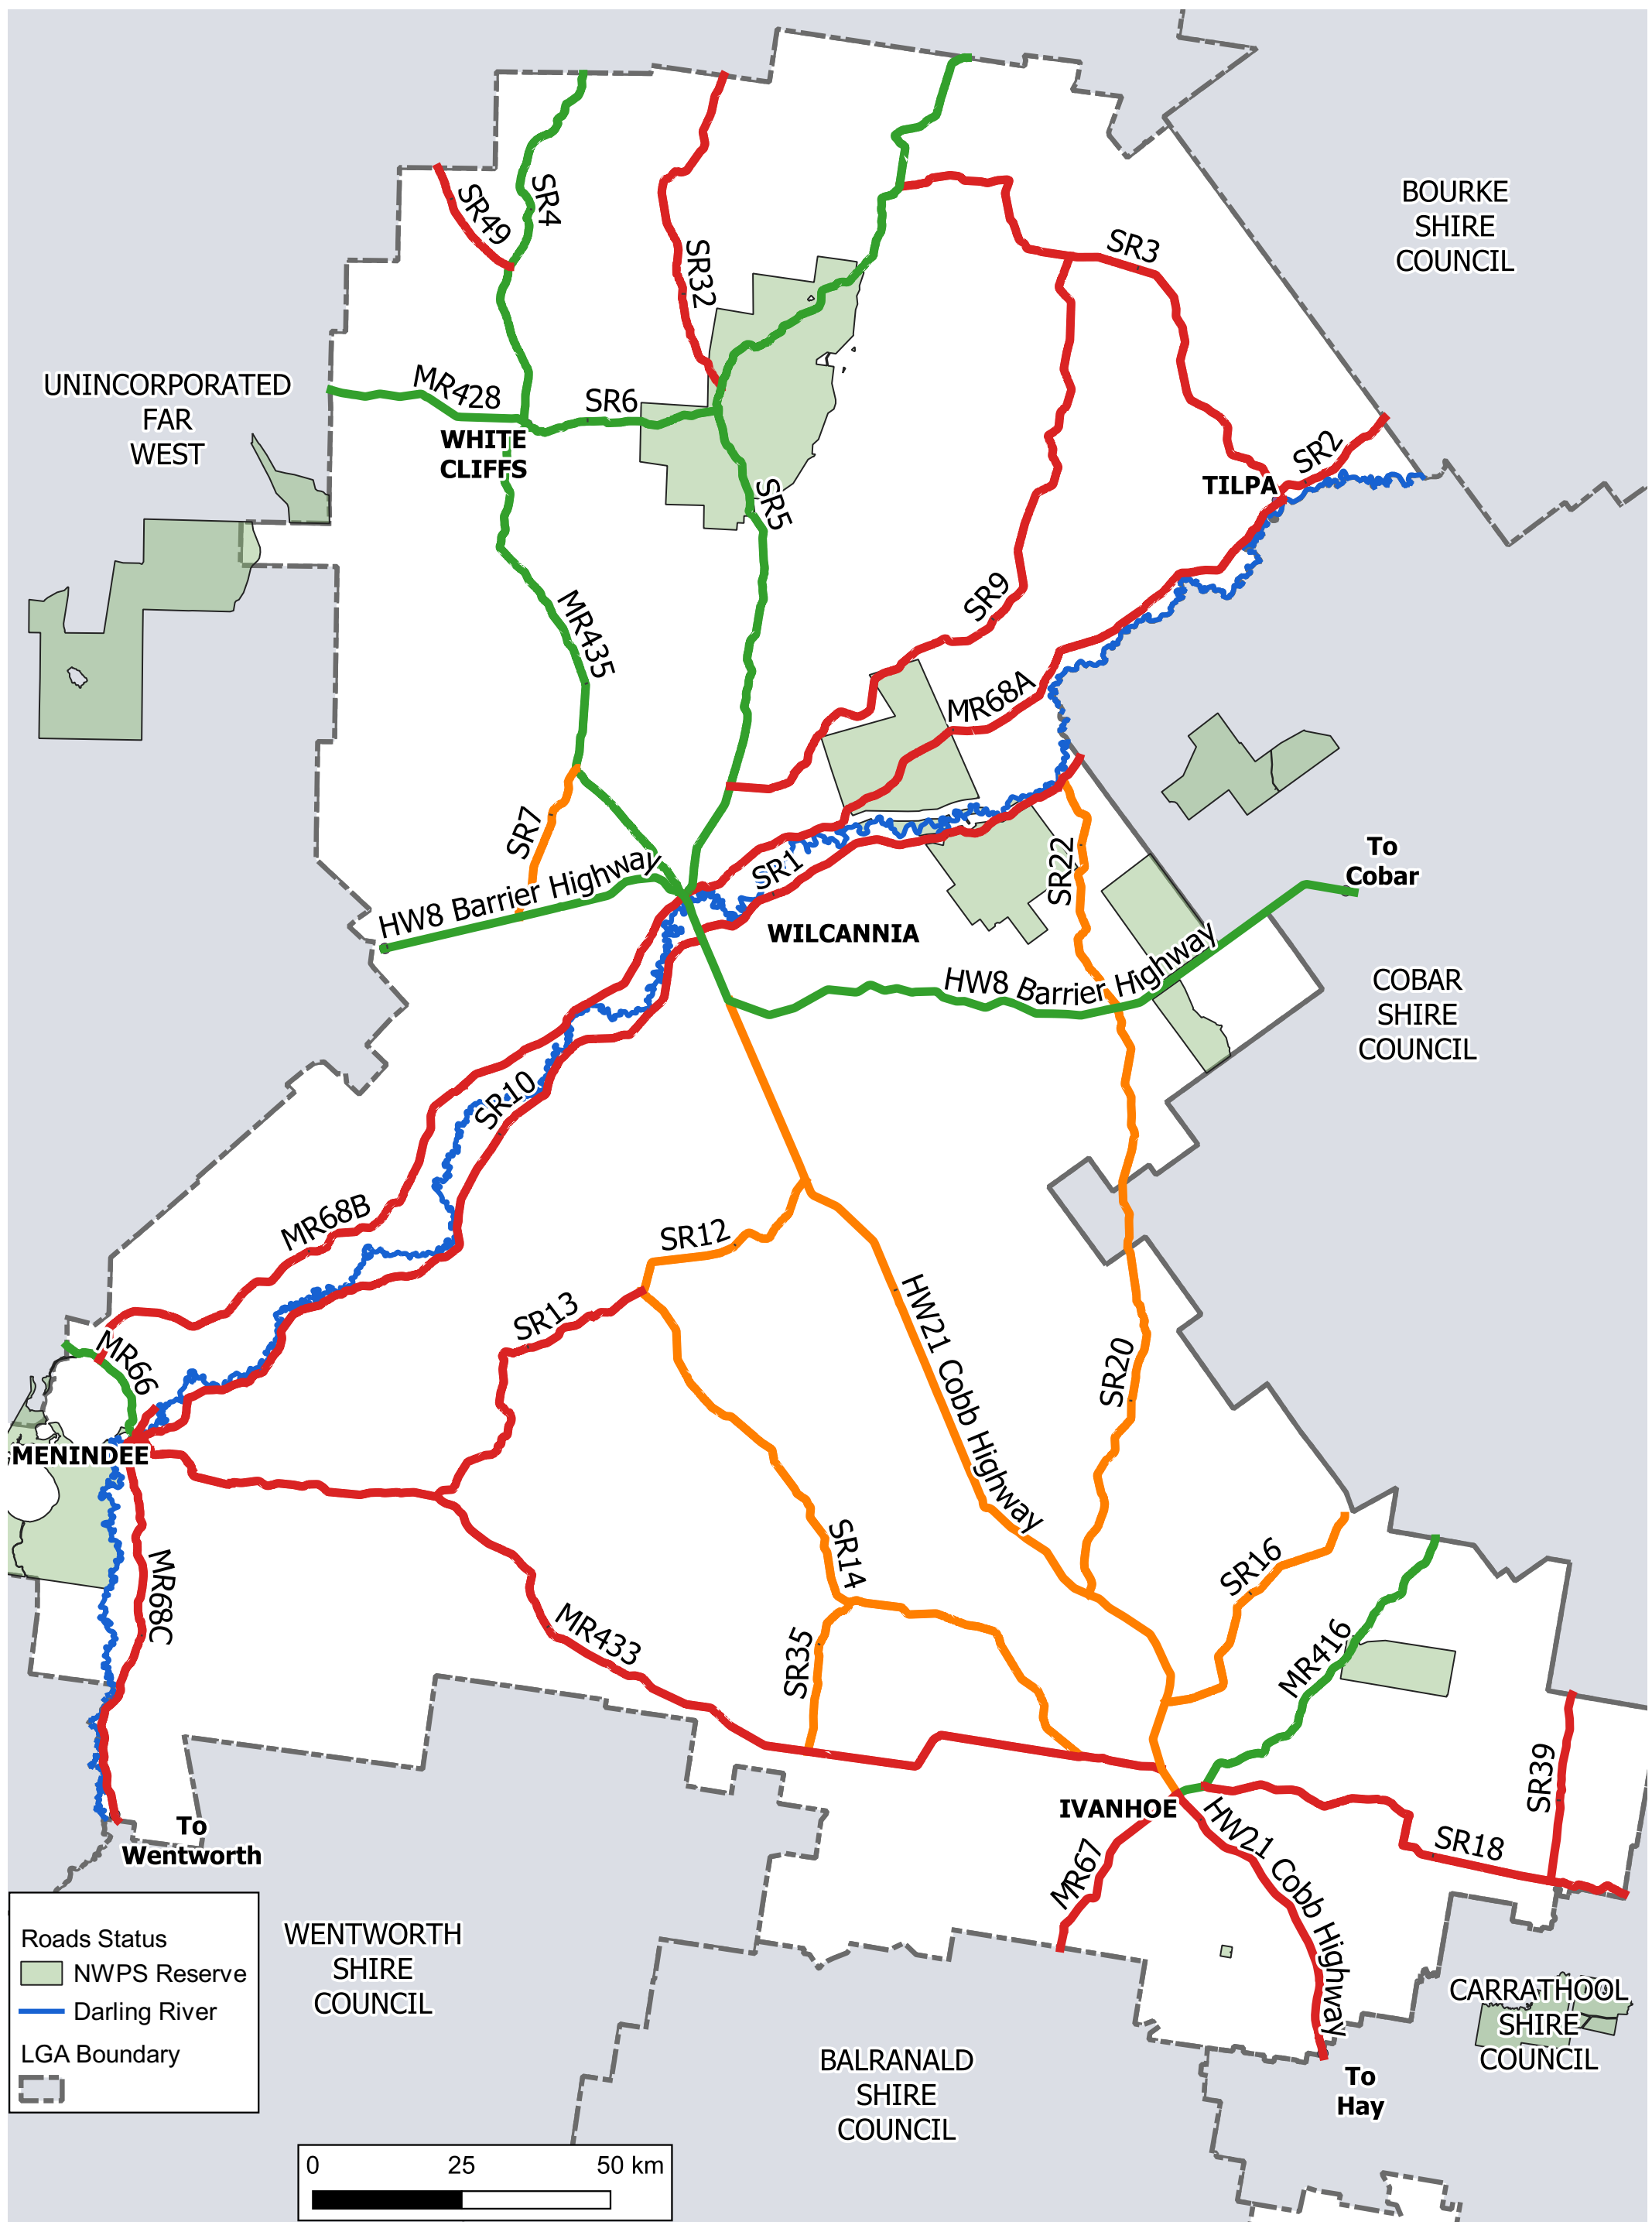 BOURKE
SHIRE
COUNCIL
SR49
SR4
SR32
SR3
UNINCORPORATED
FAR
WEST
MR428
SR6
WHITE
CLIFFS
SR5
TILPA
SR2
MR435
SR9
MR68A
SR7
SR1
SR22
To
Cobar
HW8 Barrier Highway
WILCANNIA
HW8 Barrier Highway
COBAR
SHIRE
COUNCIL
SR10
MR68B
SR12
SR13
HW21 Cobb Highway
SR20
MR66
MENINDEE
SR14
MR68C
MR433
SR35
SR16
MR416
SR39
IVANHOE
HW21 Cobb Highway
SR18
MR67
To
Wentworth
Roads Status
NWPS Reserve
Darling River
LGA Boundary
WENTWORTH
SHIRE
COUNCIL
BALRANALD
SHIRE
COUNCIL
CARRATHOOL
SHIRE
COUNCIL
To
Hay
0 25 50 km